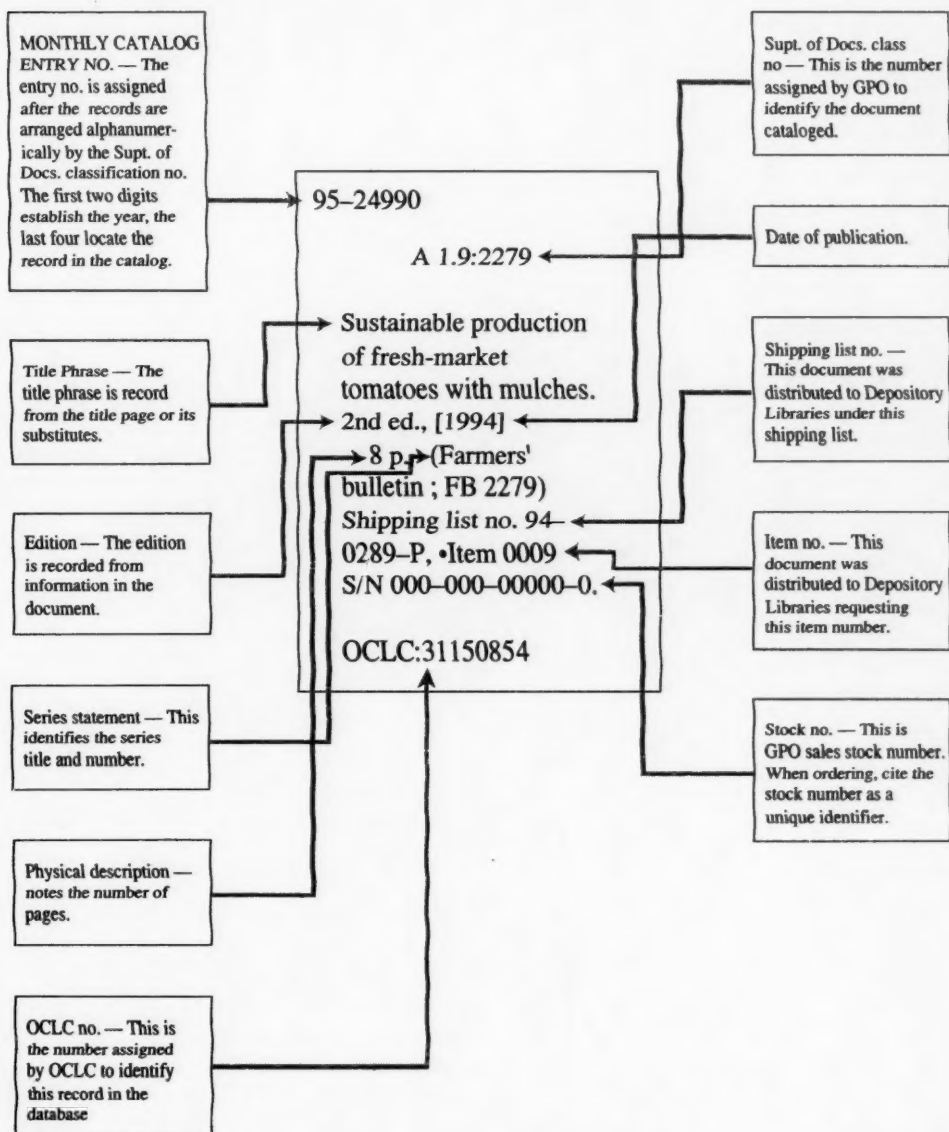 MONTHLY CATALOG
ENTRY NO. — The
entry no. is assigned
after the records are
arranged alphanumer-
ically by the Supt. of
Docs. classification no.
The first two digits
establish the year, the
last four locate the
record in the catalog.
Title Phrase — The
title phrase is record
from the title page or its
substitutes.
Edition — The edition
is recorded from
information in the
document.
Series statement — This
identifies the series
title and number.
Physical description —
notes the number of
pages.
OCLC no. — This is
the number assigned
by OCLC to identify
this record in the
database
95–24990
A 1.9:2279
Sustainable production
of fresh-market
tomatoes with mulches.
2nd ed., [1994]
8 p. (Farmers'
bulletin ; FB 2279)
Shipping list no. 94–
0289–P, •Item 0009
S/N 000–000–00000–0.
OCLC:31150854
Supt. of Docs. class
no — This is the number
assigned by GPO to
identify the document
cataloged.
Date of publication.
Shipping list no. —
This document was
distributed to Depository
Libraries under this
shipping list.
Item no. — This
document was
distributed to Depository
Libraries requesting
this item number.
Stock no. — This is
GPO sales stock number.
When ordering, cite the
stock number as a
unique identifier.